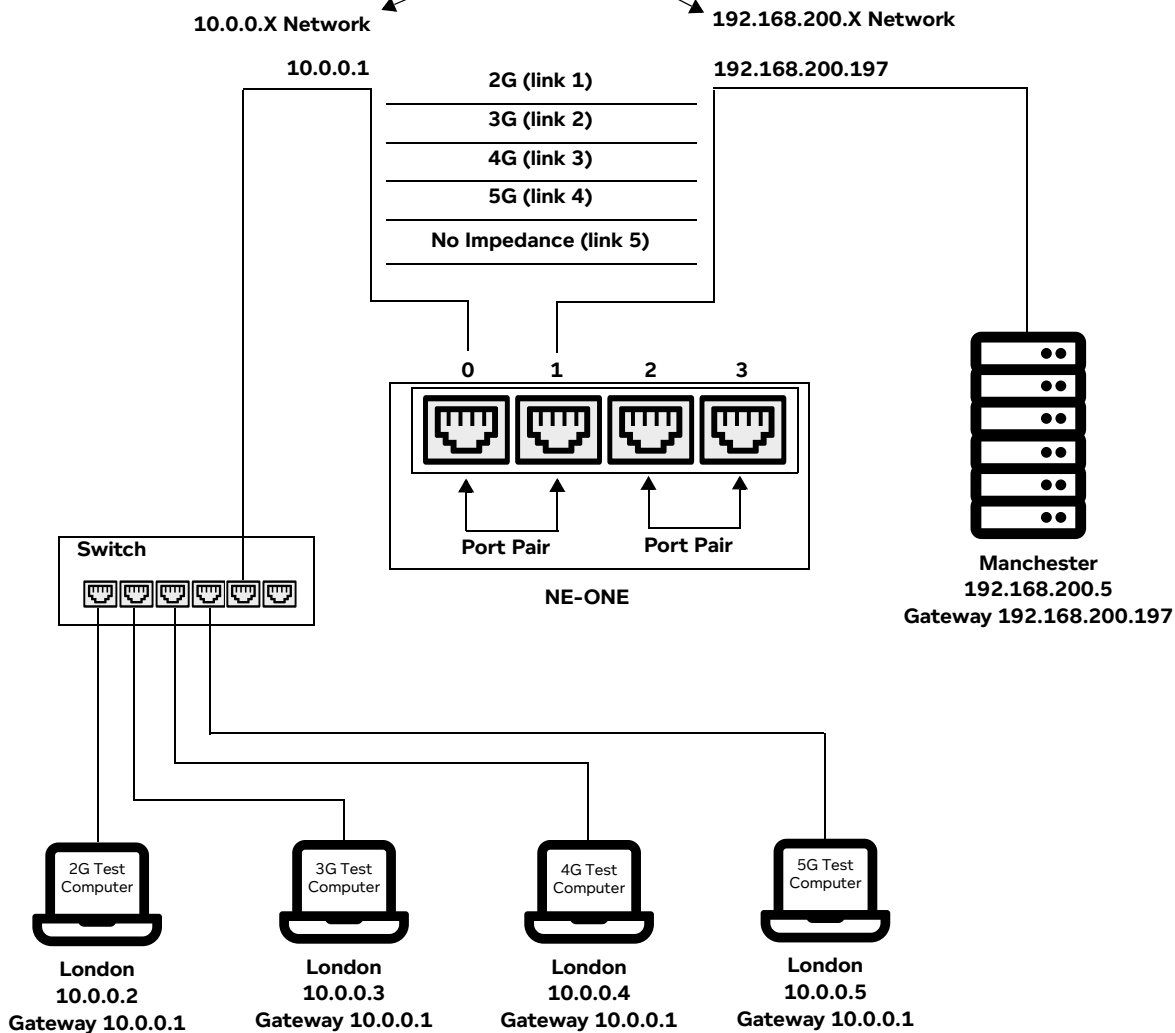 10.0.0.X Network
192.168.200.X Network
10.0.0.1
192.168.200.197
2G (link 1)
3G (link 2)
4G (link 3)
5G (link 4)
No Impedance (link 5)
0
1
2
3
Port Pair
Port Pair
NE-ONE
Switch
Manchester
192.168.200.5
Gateway 192.168.200.197
2G Test
Computer
3G Test
Computer
4G Test
Computer
5G Test
Computer
London
10.0.0.2
Gateway 10.0.0.1
London
10.0.0.3
Gateway 10.0.0.1
London
10.0.0.4
Gateway 10.0.0.1
London
10.0.0.5
Gateway 10.0.0.1